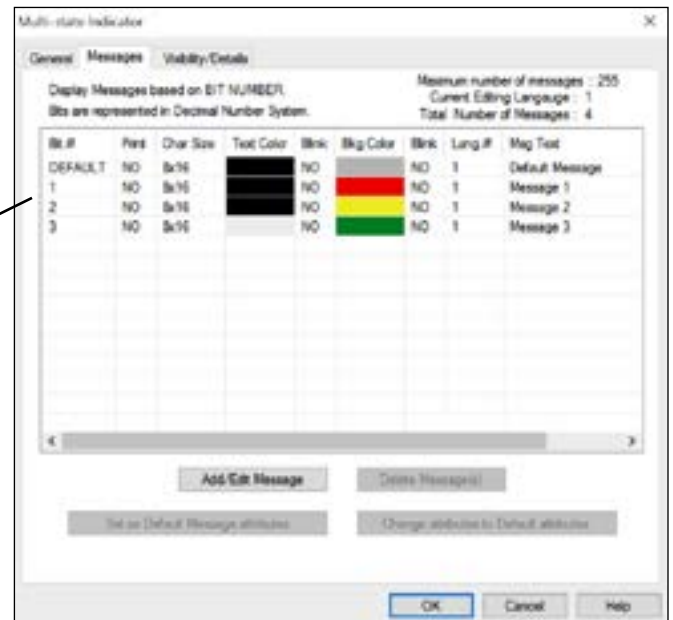 Multi-state Indicator
General Messages Visibility/Details
Display Messages based on BIT NUMBER.
Bits are represented in Decimal Number System.
Maximum number of messages : 255
Current Editing Langauge : 1
Total Number of Messages : 4
Bit # Print Char Size Text Color Blink Bkg Color Blink Lang # Msg Text
DEFAULT NO 8x16 NO NO 1 Default Message
1 NO 8x16 NO NO 1 Message 1
2 NO 8x16 NO NO 1 Message 2
3 NO 8x16 NO NO 1 Message 3
Add/Edit Message Delete Message(s)
Set as Default Message attributes Change attributes to Default attributes
OK Cancel Help